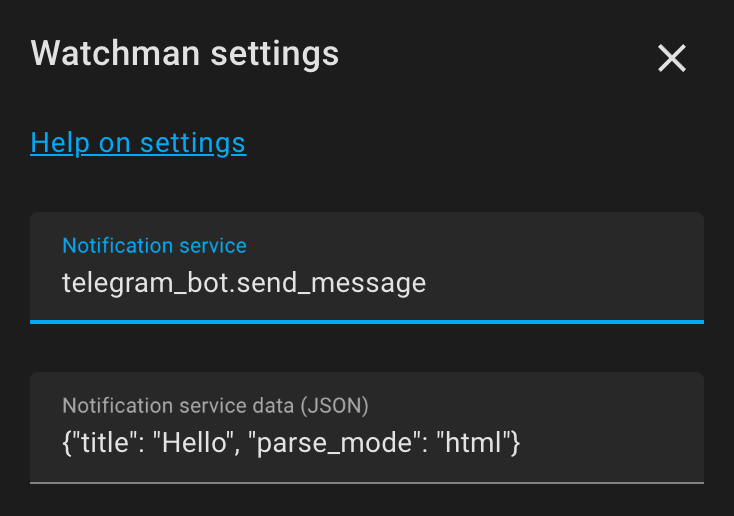 Watchman settings
Help on settings
Notification service
telegram_bot.send_message
Notification service data (JSON)
{"title": "Hello", "parse_mode": "html"}